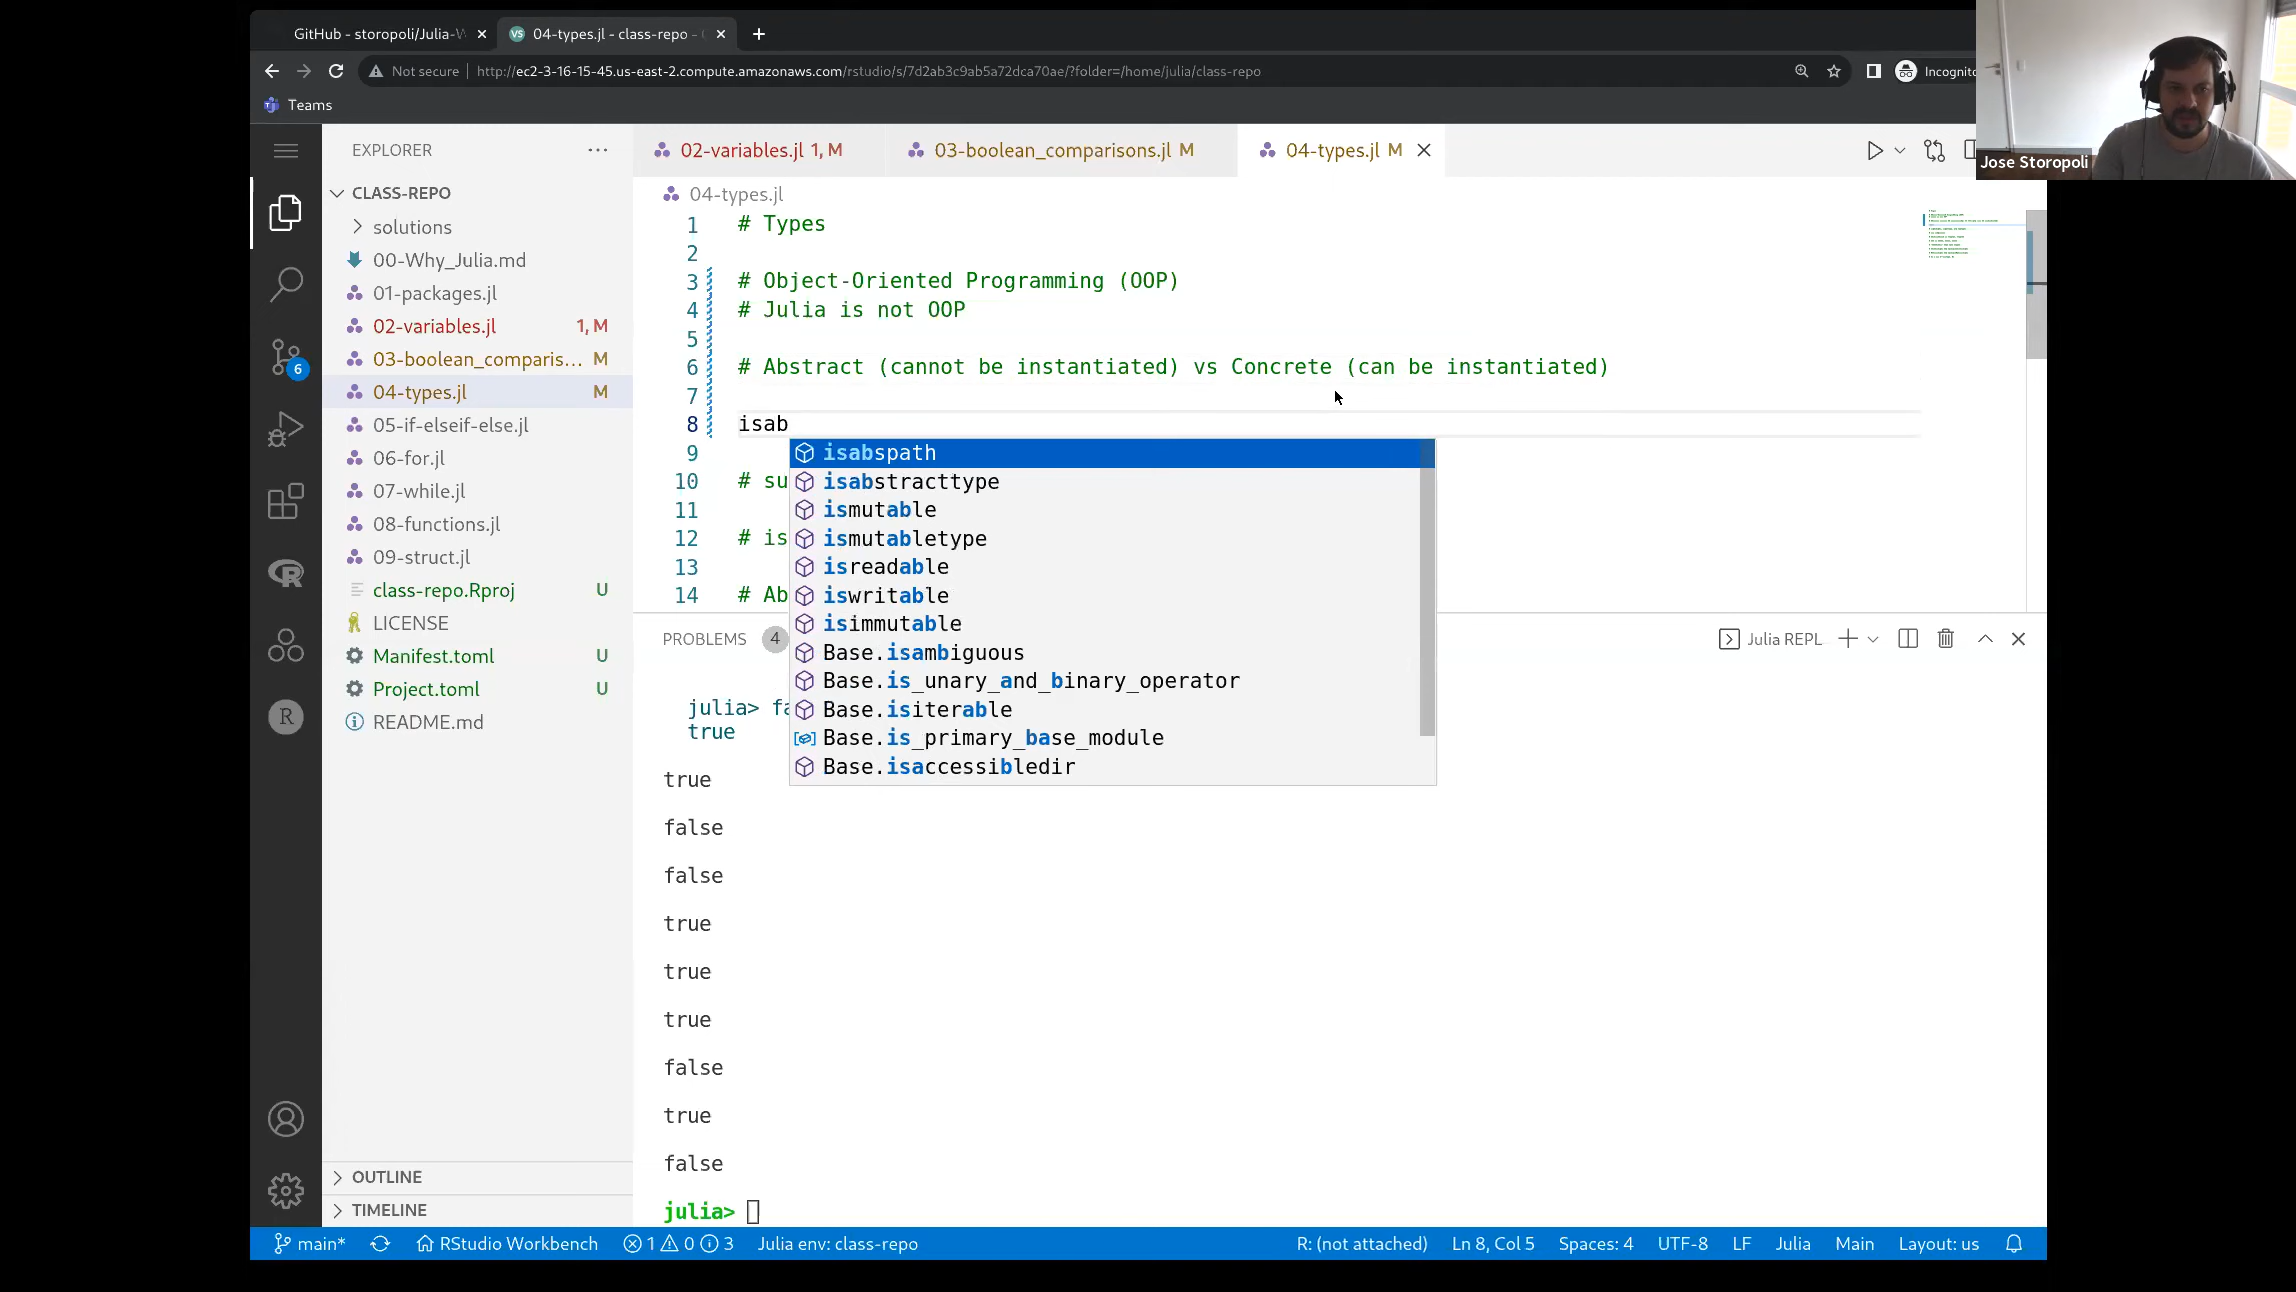 GitHub - storopoli/Julia-W
04-types.jl - class-repo -
Not secure
http://ec2-3-16-15-45.us-east-2.compute.amazonaws.com/rstudio/s/7d2ab3c9ab5a72dca70ae/?folder=/home/julia/class-repo
Incognito
Teams
Jose Storopoli
EXPLORER
CLASS-REPO
solutions
00-Why_Julia.md
01-packages.jl
02-variables.jl 1, M
03-boolean_comparis... M
04-types.jl M
05-if-elseif-else.jl
06-for.jl
07-while.jl
08-functions.jl
09-struct.jl
class-repo.Rproj U
LICENSE
Manifest.toml U
Project.toml U
README.md
OUTLINE
TIMELINE
6
R
R
02-variables.jl 1, M
03-boolean_comparisons.jl M
04-types.jl M
04-types.jl
1 # Types
2
3 # Object-Oriented Programming (OOP)
4 # Julia is not OOP
5
6 # Abstract (cannot be instantiated) vs Concrete (can be instantiated)
7
8 isab
9
10 # su
11
12 # is
13
14 # Ab
isabspath
isabstracttype
ismutable
ismutabletype
isreadable
iswritable
isimmutable
Base.isambiguous
Base.is_unary_and_binary_operator
Base.isiterable
Base.is_primary_base_module
Base.isaccessibledir
PROBLEMS 4
Julia REPL
julia> fa
true
true
false
false
true
true
true
false
true
false
julia>
main*
RStudio Workbench
1 0 3
Julia env: class-repo
R: (not attached)
Ln 8, Col 5
Spaces: 4
UTF-8
LF
Julia
Main
Layout: us